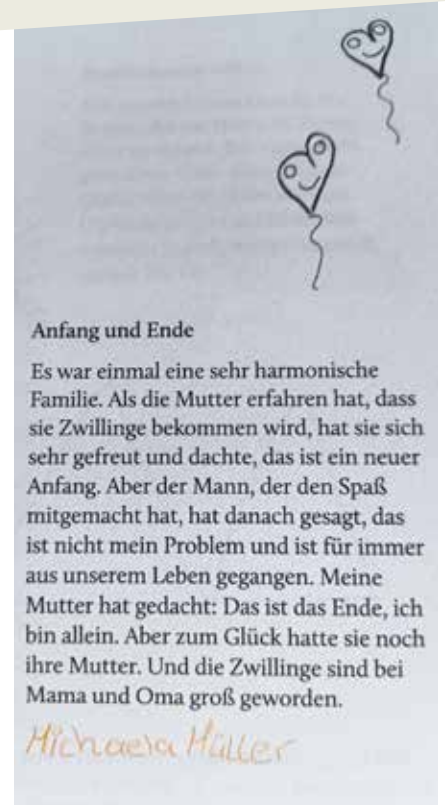 Anfang und Ende
Es war einmal eine sehr harmonische
Familie. Als die Mutter erfahren hat, dass
sie Zwillinge bekommen wird, hat sie sich
sehr gefreut und dachte, das ist ein neuer
Anfang. Aber der Mann, der den Spaß
mitgemacht hat, hat danach gesagt, das
ist nicht mein Problem und ist für immer
aus unserem Leben gegangen. Meine
Mutter hat gedacht: Das ist das Ende, ich
bin allein. Aber zum Glück hatte sie noch
ihre Mutter. Und die Zwillinge sind bei
Mama und Oma groß geworden.
Michaela Müller